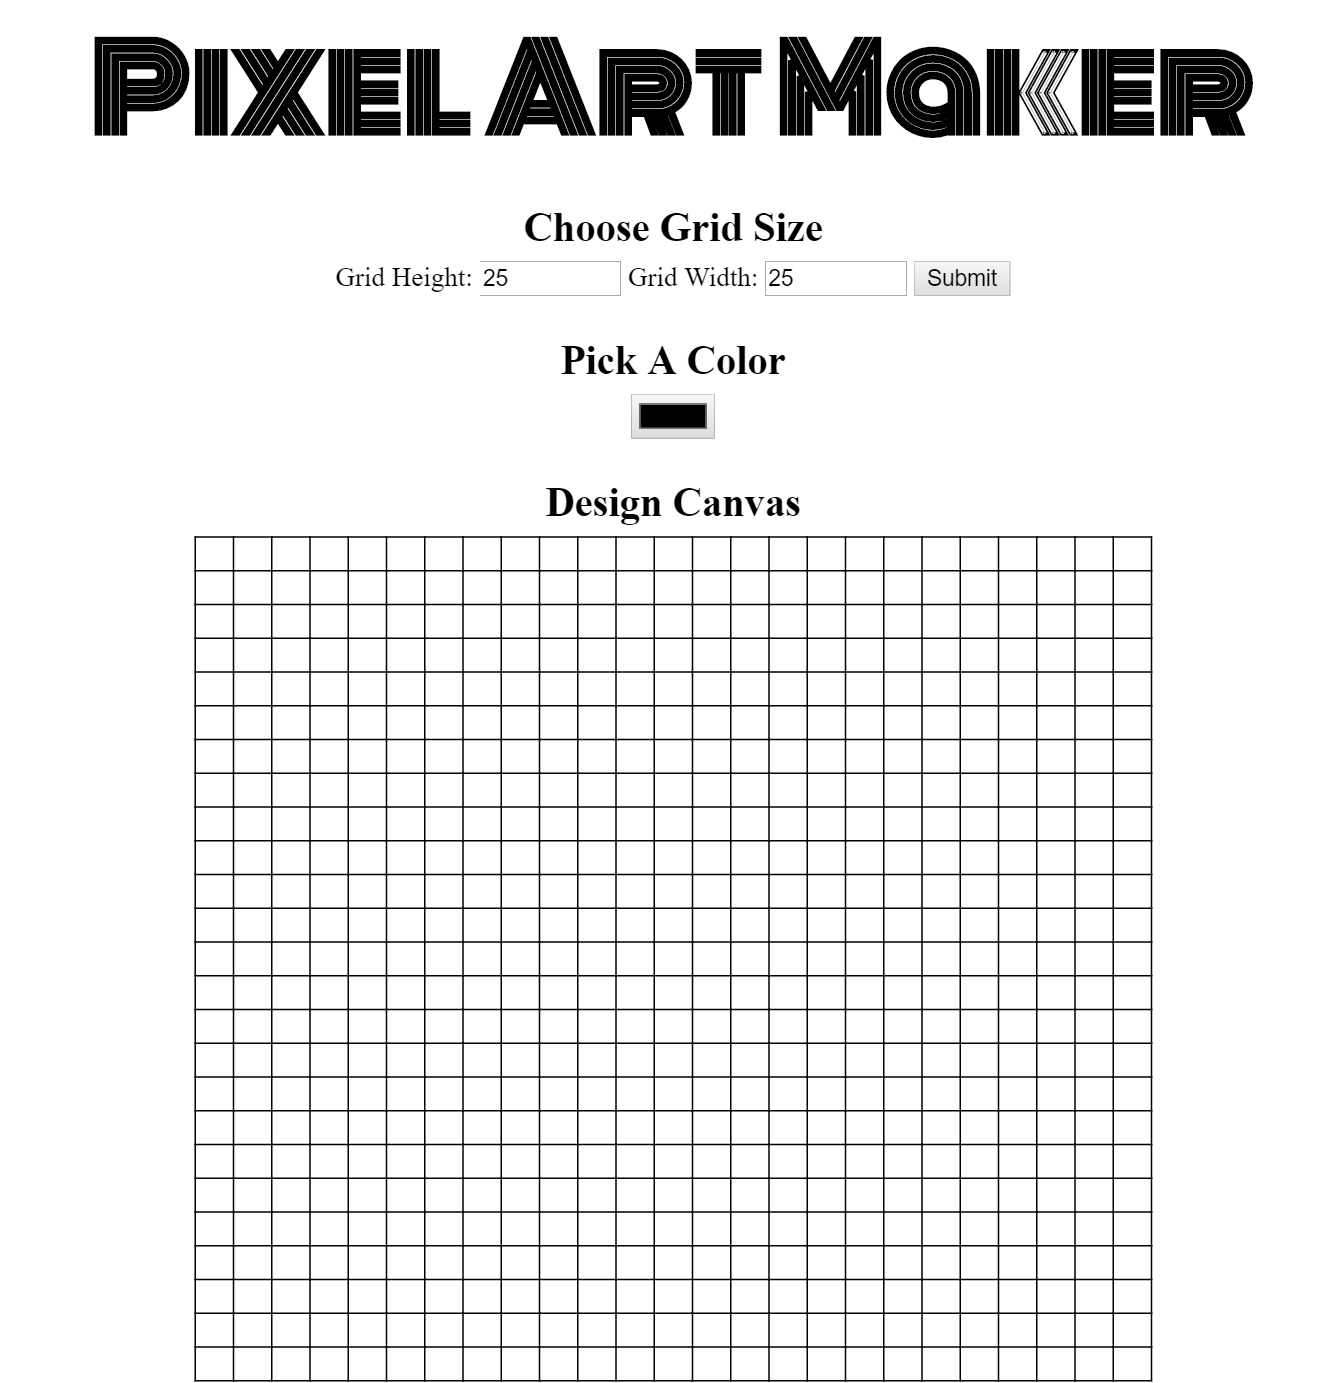 Pixel Art Maker
Choose Grid Size
Grid Height: 25 Grid Width: 25 Submit
Pick A Color
Design Canvas